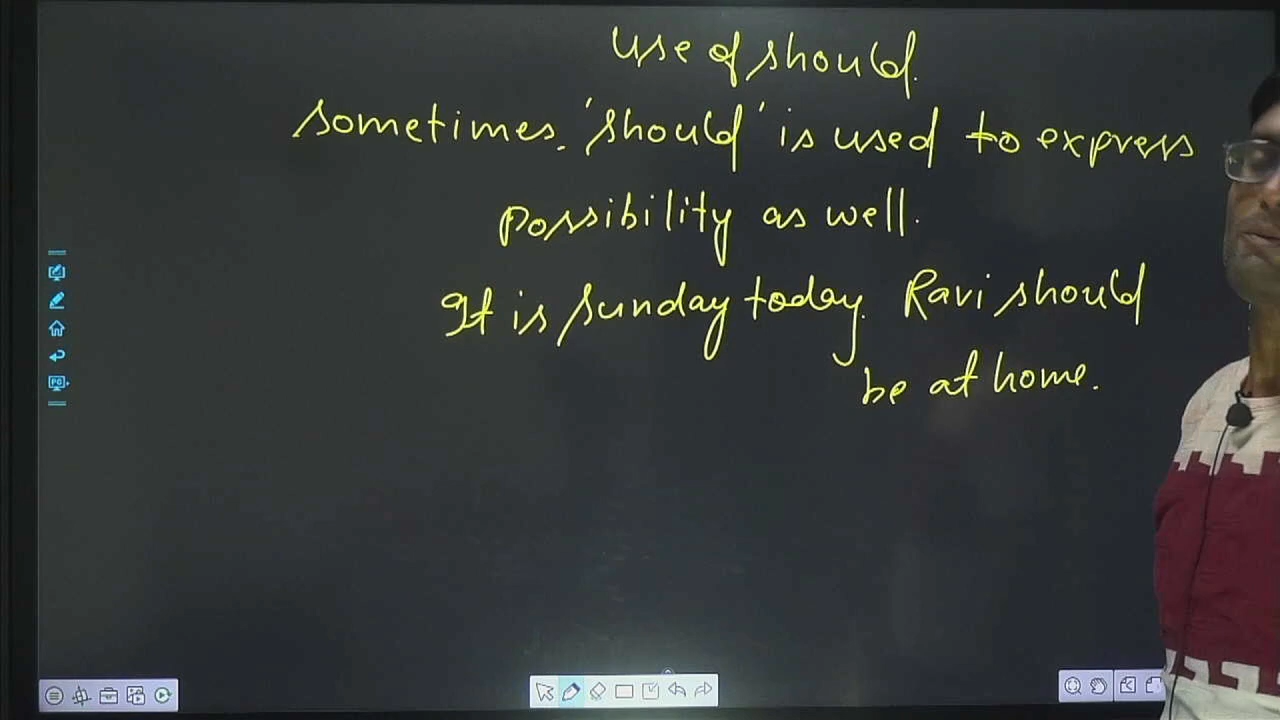 use of should.
sometimes. 'should' is used to express
possibility as well.
It is sunday today. Ravi should
be at home.